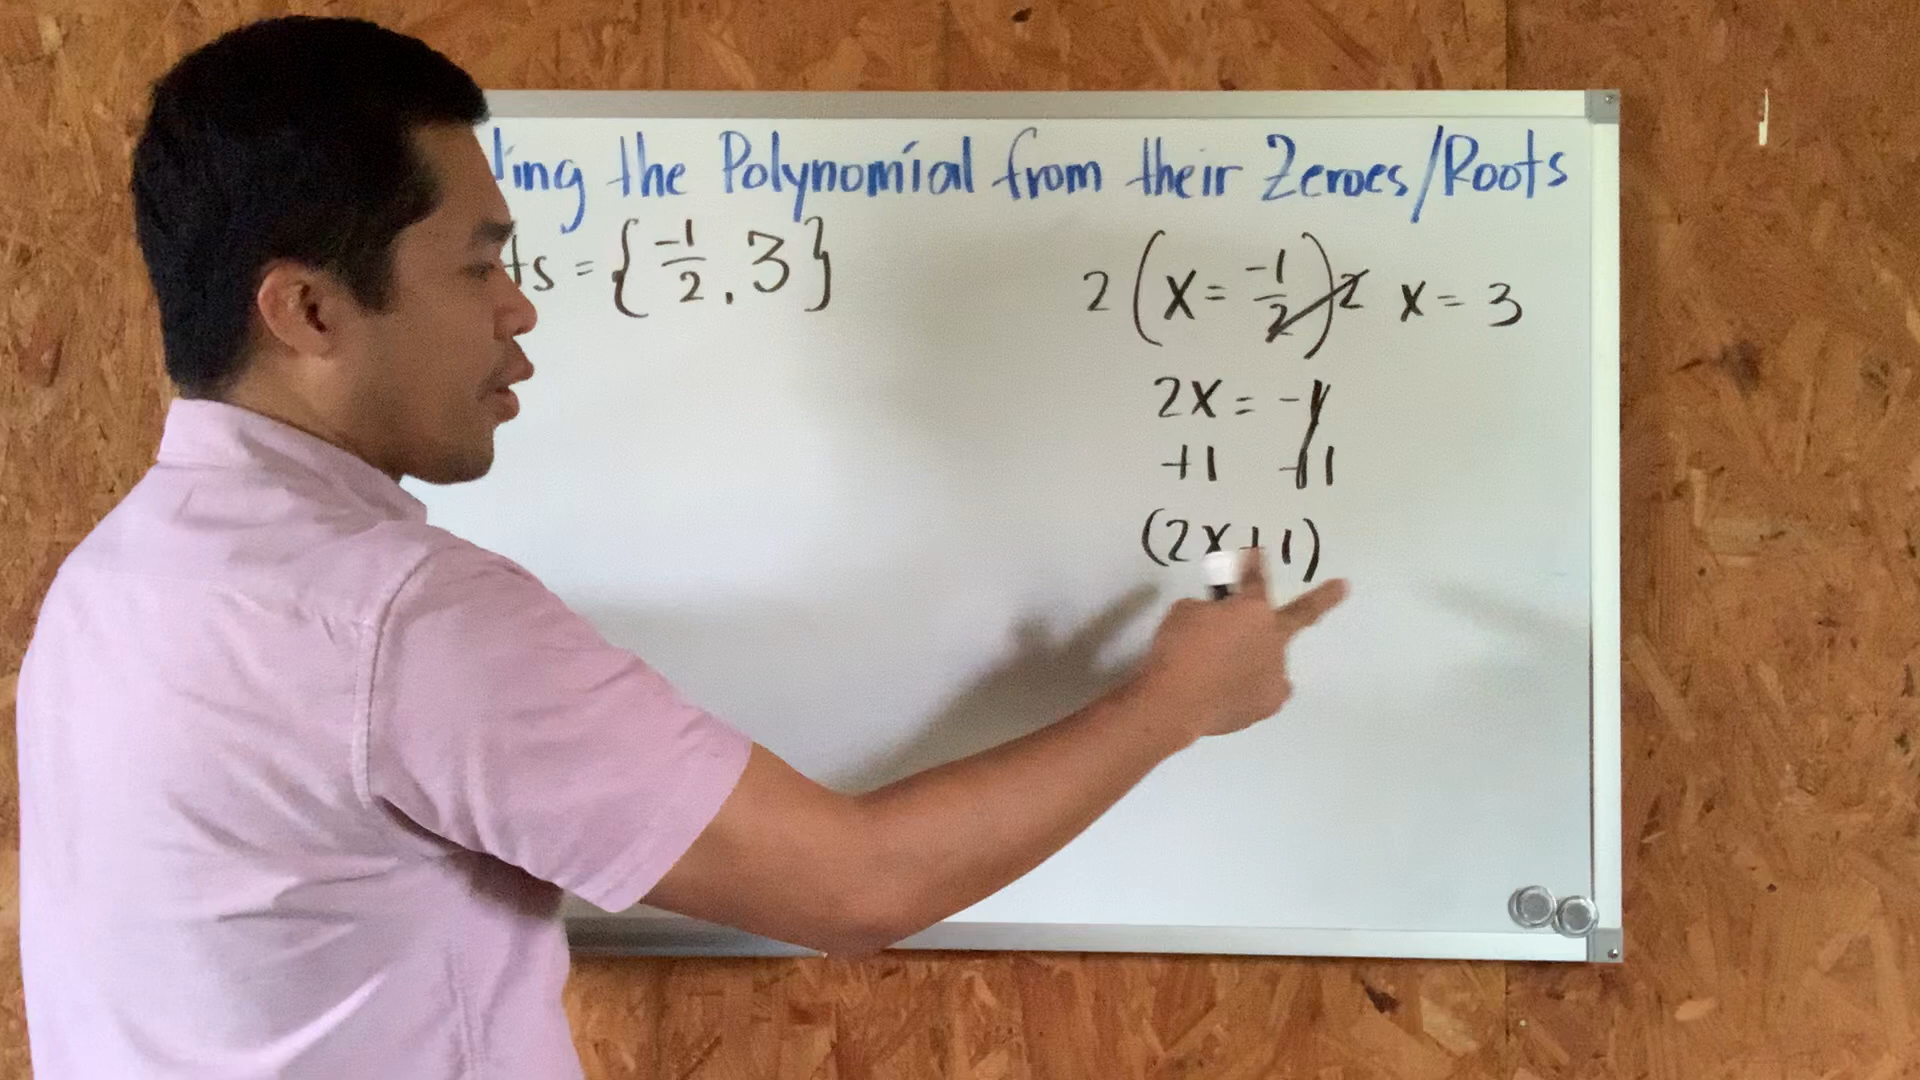 the Polynomial from their Zeroes/Roots
= {-1/2, 3}
2(x = -1/2)2 x = 3
2x = -1
+1 +1
(2x+1)